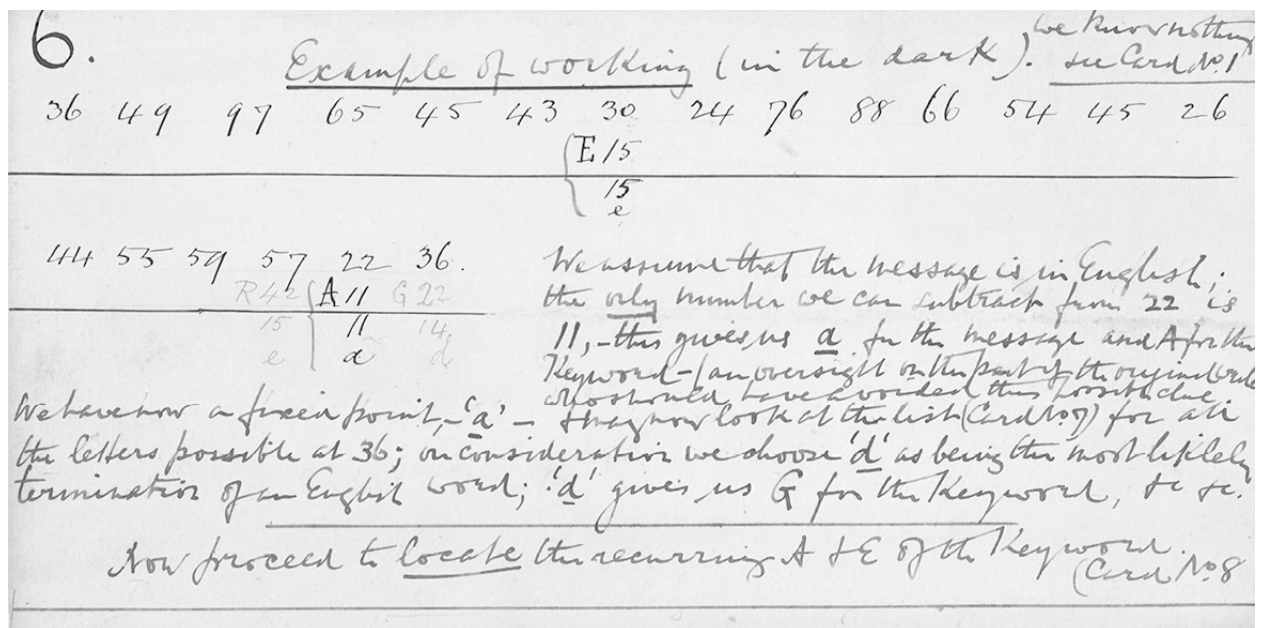 6.
we know nothing
Example of working (in the dark). see Card No. 1
36 49 97 65 45 43 30 24 76 88 66 54 45 26
E 15
15
e
44 55 59 57 22 36.
R 42 A 11 G 22
15 11 14
e a d
We assume that the message is in English;
the only number we can subtract from 22 is
11, - this gives us a for the message and A for the
Keyword - (an oversight on the part of the original
who should have avoided this possible clue
We have now a fixed point, - 'a' - & may now look at the list (Card No 7) for all
the letters possible at 36; on consideration we choose 'd' as being the most likely
termination of an English word; 'd' gives us G for the Keyword, &c &c.
Now proceed to locate the recurring A & E of the Keyword.
(Card No. 8